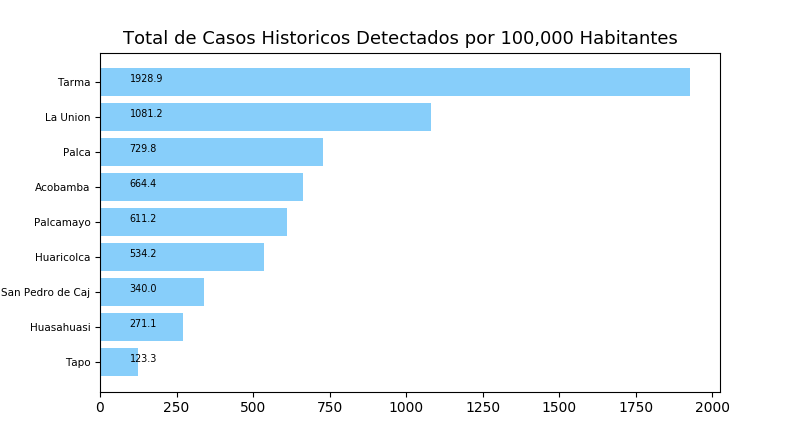 Total de Casos Historicos Detectados por 100,000 Habitantes
Tarma 1928.9
La Union 1081.2
Palca 729.8
Acobamba 664.4
Palcamayo 611.2
Huaricolca 534.2
San Pedro de Caj 340.0
Huasahuasi 271.1
Tapo 123.3
0 250 500 750 1000 1250 1500 1750 2000